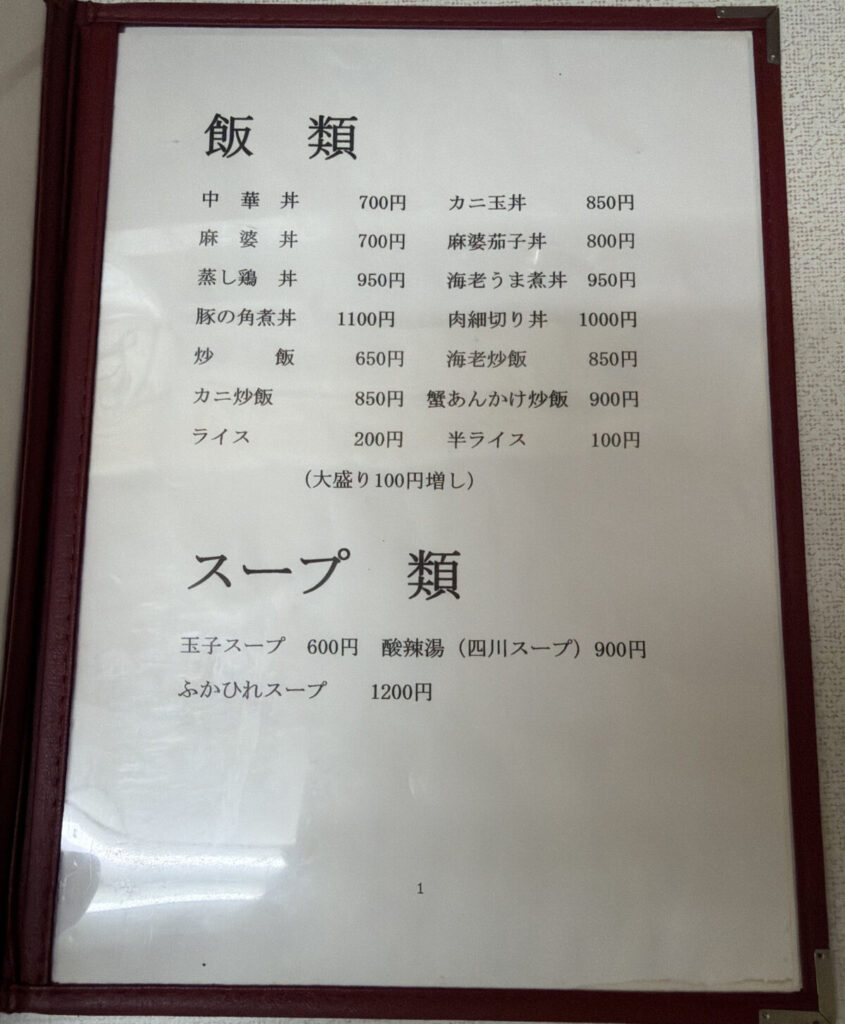 飯　類
中　華　丼　700円　カニ玉丼　850円
麻　婆　丼　700円　麻婆茄子丼　800円
蒸し鶏　丼　950円　海老うま煮丼　950円
豚の角煮丼　1100円　肉細切り丼　1000円
炒　　　飯　650円　海老炒飯　850円
カニ炒飯　850円　蟹あんかけ炒飯　900円
ライス　200円　半ライス　100円
（大盛り100円増し）
スープ　類
玉子スープ　600円　酸辣湯（四川スープ）900円
ふかひれスープ　1200円
1